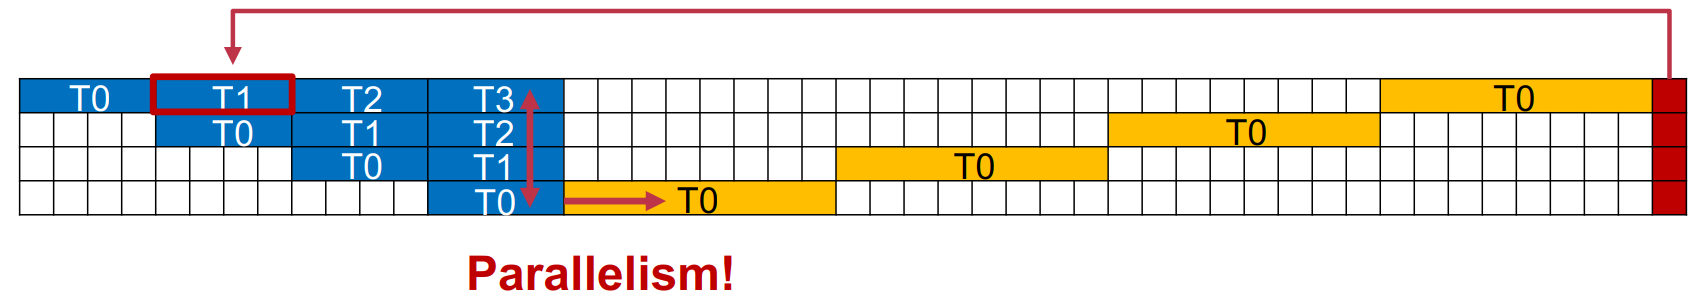 T0 T1 T2 T3 T0
T0 T1 T2 T0
T0 T1 T0
T0 T0
Parallelism!